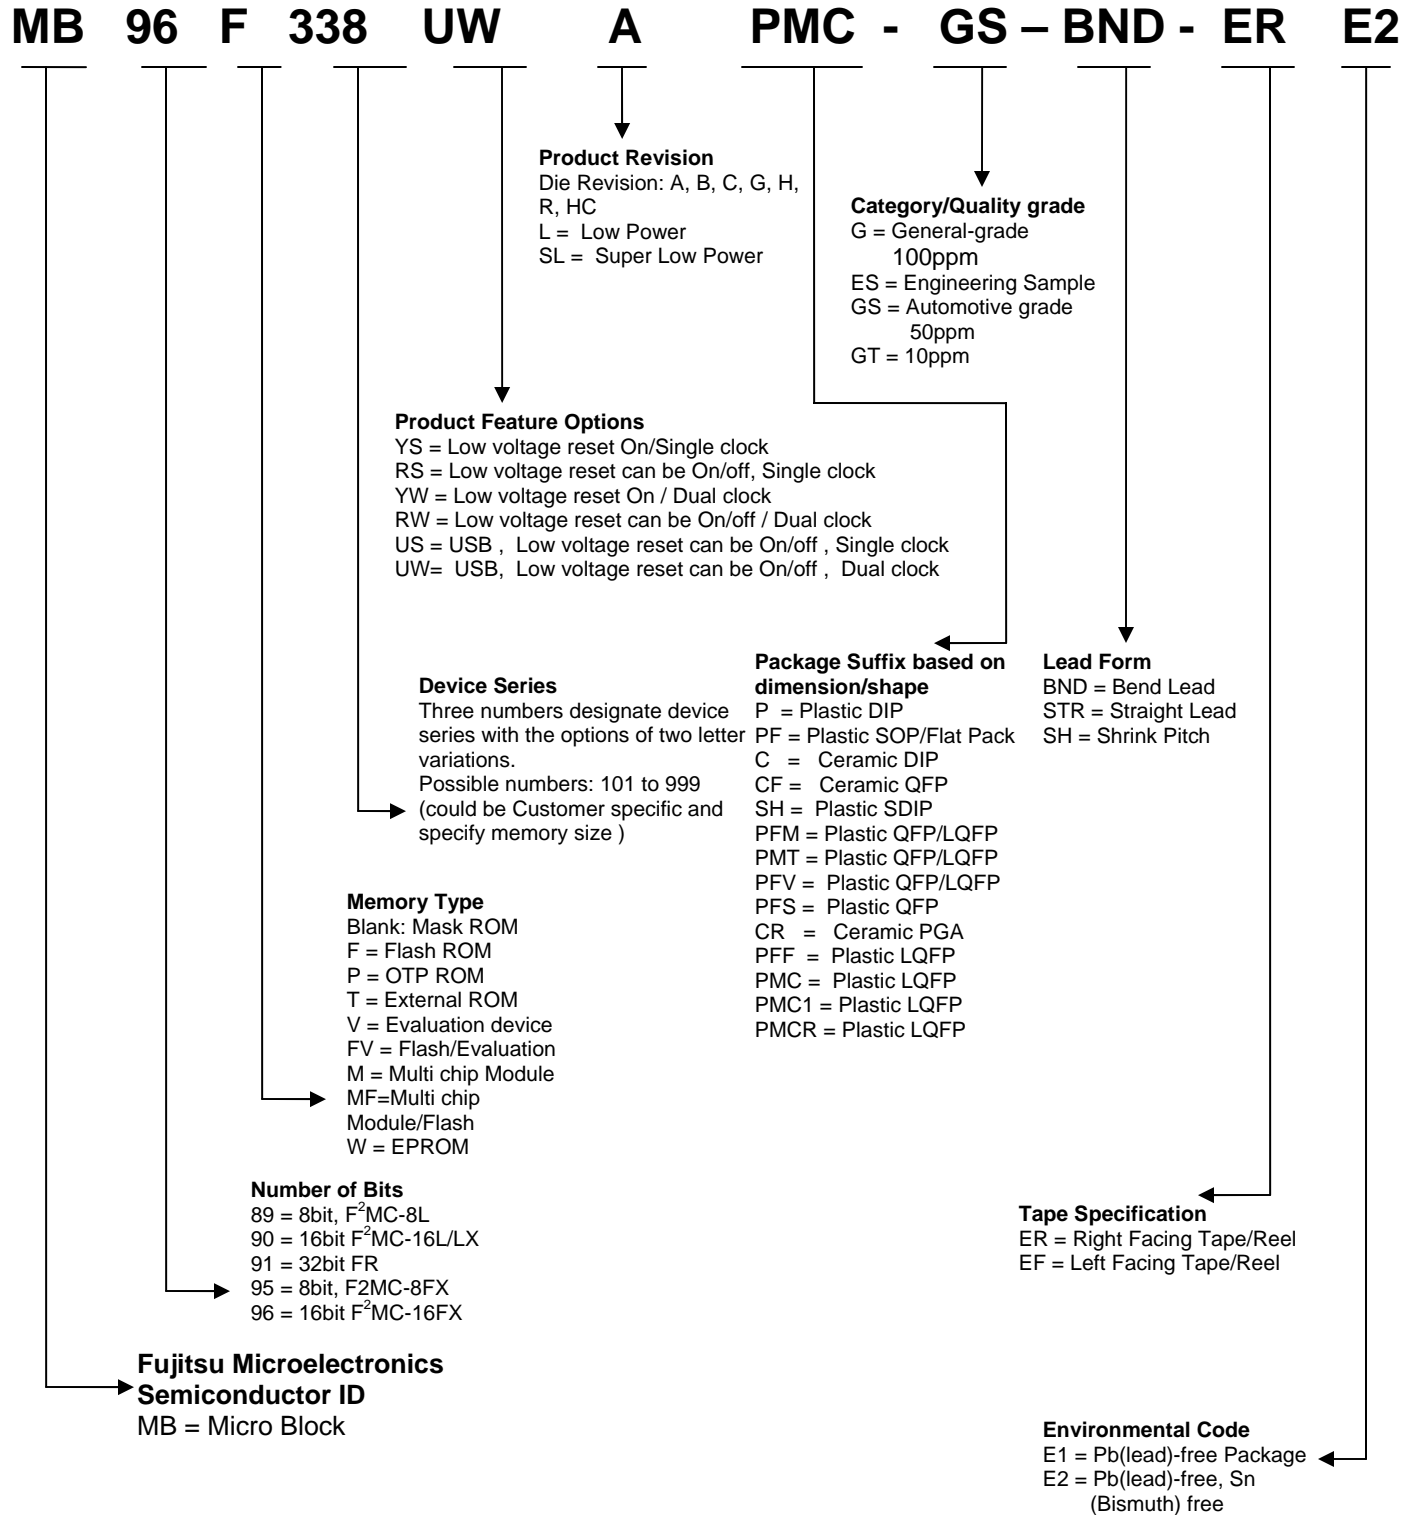 MB 96 F 338 UW A PMC - GS – BND - ER E2
Product Revision
Die Revision: A, B, C, G, H,
R, HC
L = Low Power
SL = Super Low Power
Category/Quality grade
G = General-grade
100ppm
ES = Engineering Sample
GS = Automotive grade
50ppm
GT = 10ppm
Product Feature Options
YS = Low voltage reset On/Single clock
RS = Low voltage reset can be On/off, Single clock
YW = Low voltage reset On / Dual clock
RW = Low voltage reset can be On/off / Dual clock
US = USB , Low voltage reset can be On/off , Single clock
UW= USB, Low voltage reset can be On/off , Dual clock
Device Series
Three numbers designate device
series with the options of two letter
variations.
Possible numbers: 101 to 999
(could be Customer specific and
specify memory size )
Package Suffix based on
dimension/shape
P = Plastic DIP
PF = Plastic SOP/Flat Pack
C = Ceramic DIP
CF = Ceramic QFP
SH = Plastic SDIP
PFM = Plastic QFP/LQFP
PMT = Plastic QFP/LQFP
PFV = Plastic QFP/LQFP
PFS = Plastic QFP
CR = Ceramic PGA
PFF = Plastic LQFP
PMC = Plastic LQFP
PMC1 = Plastic LQFP
PMCR = Plastic LQFP
Lead Form
BND = Bend Lead
STR = Straight Lead
SH = Shrink Pitch
Memory Type
Blank: Mask ROM
F = Flash ROM
P = OTP ROM
T = External ROM
V = Evaluation device
FV = Flash/Evaluation
M = Multi chip Module
MF=Multi chip
Module/Flash
W = EPROM
Number of Bits
89 = 8bit, F²MC-8L
90 = 16bit F²MC-16L/LX
91 = 32bit FR
95 = 8bit, F2MC-8FX
96 = 16bit F²MC-16FX
Tape Specification
ER = Right Facing Tape/Reel
EF = Left Facing Tape/Reel
Fujitsu Microelectronics
Semiconductor ID
MB = Micro Block
Environmental Code
E1 = Pb(lead)-free Package
E2 = Pb(lead)-free, Sn
(Bismuth) free